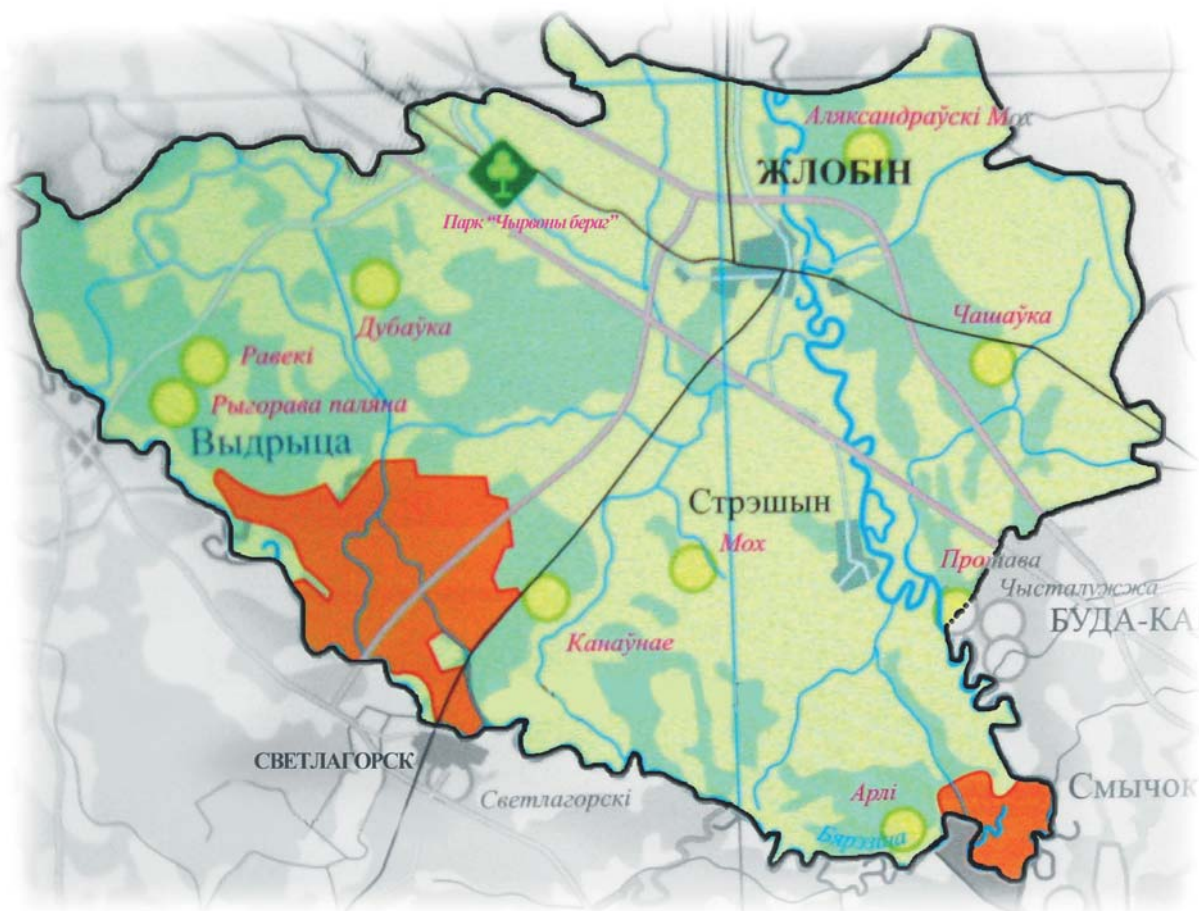 Аляксандраўскі Мох
ЖЛОБІН
Парк “Чырвоны бераг”
Дубаўка
Чашаўка
Равекі
Рыгорава паляна
Выдрыца
Стрэшын
Мох
Протава
Чысталужжа
БУДА-КА
Канаўнае
СВЕТЛАГОРСК
Светлагорскі
Смычок
Арлі
Бярэзіна